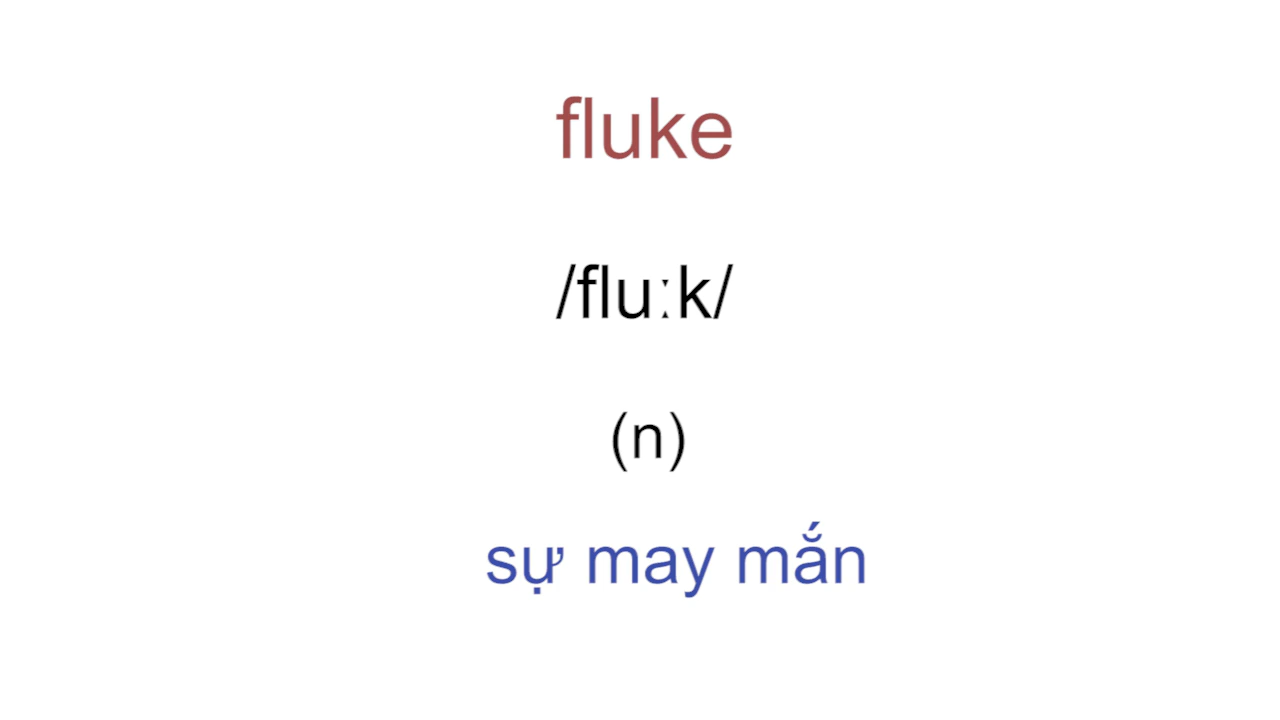 fluke
/fluːk/
(n)
sự may mắn